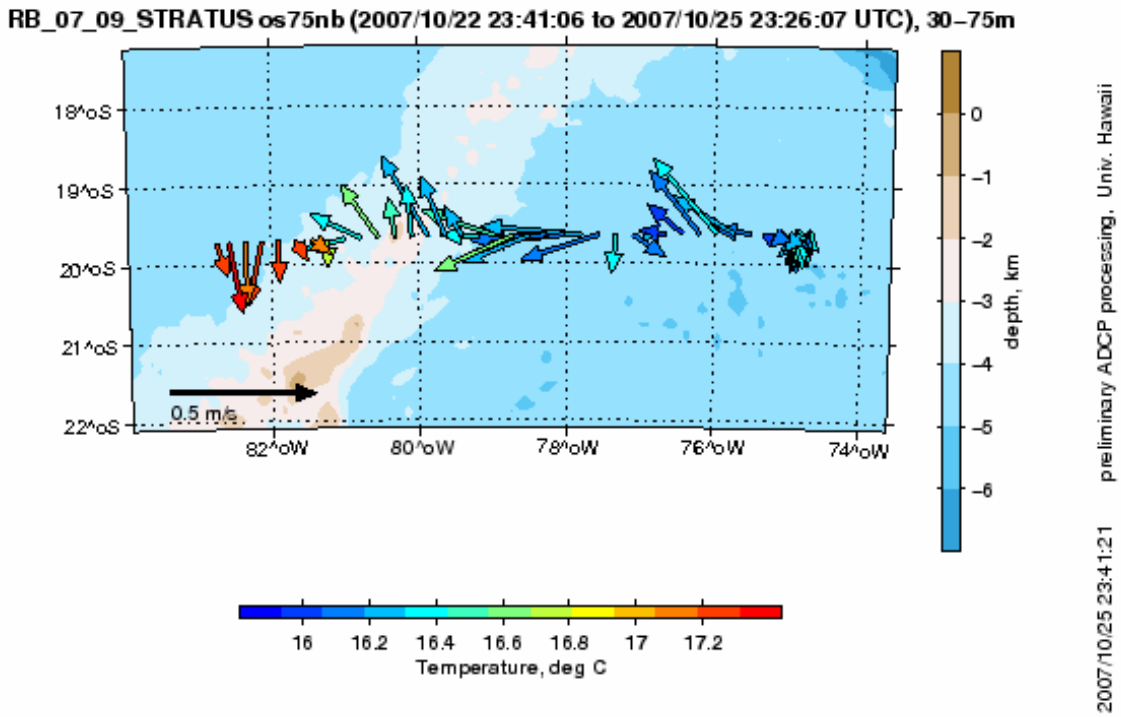 RB_07_09_STRATUS os75nb (2007/10/22 23:41:06 to 2007/10/25 23:26:07 UTC), 30−75m
18^oS
19^oS
20^oS
21^oS
22^oS
0.5 m/s
82^oW
80^oW
78^oW
76^oW
74^oW
0
−1
−2
−3
−4
−5
−6
depth, km
16
16.2
16.4
16.6
16.8
17
17.2
Temperature, deg C
2007/10/25 23:41:21 preliminary ADCP processing, Univ. Hawaii